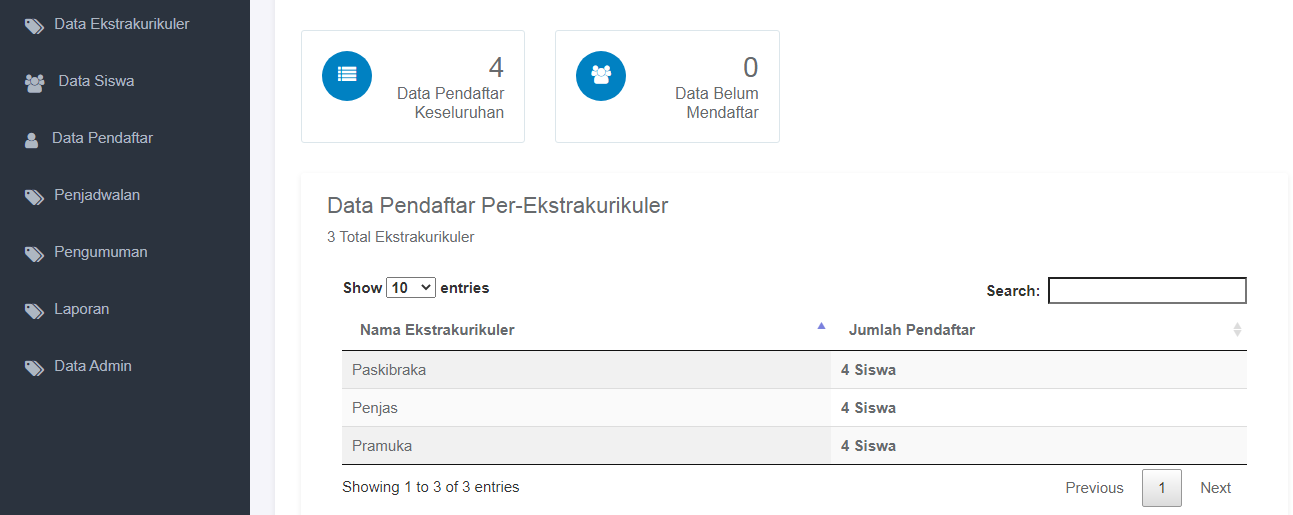 Data Ekstrakurikuler
Data Siswa
Data Pendaftar
Penjadwalan
Pengumuman
Laporan
Data Admin
4
Data Pendaftar
Keseluruhan
0
Data Belum
Mendaftar
Data Pendaftar Per-Ekstrakurikuler
3 Total Ekstrakurikuler
Show 10 entries
Search:
Nama Ekstrakurikuler Jumlah Pendaftar
Paskibraka 4 Siswa
Penjas 4 Siswa
Pramuka 4 Siswa
Showing 1 to 3 of 3 entries
Previous 1 Next